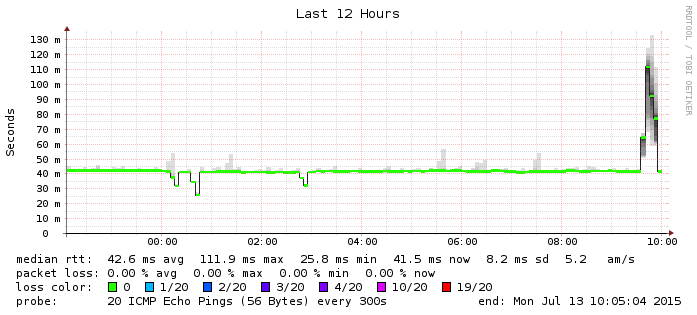 Last 12 Hours
RRDTOOL / TOBI OETIKER
Seconds
130 m
120 m
110 m
100 m
90 m
80 m
70 m
60 m
50 m
40 m
30 m
20 m
10 m
0
00:00 02:00 04:00 06:00 08:00 10:00
median rtt: 42.6 ms avg 111.9 ms max 25.8 ms min 41.5 ms now 8.2 ms sd 5.2 am/s
packet loss: 0.00 % avg 0.00 % max 0.00 % min 0.00 % now
loss color: 0 1/20 2/20 3/20 4/20 10/20 19/20
probe: 20 ICMP Echo Pings (56 Bytes) every 300s end: Mon Jul 13 10:05:04 2015